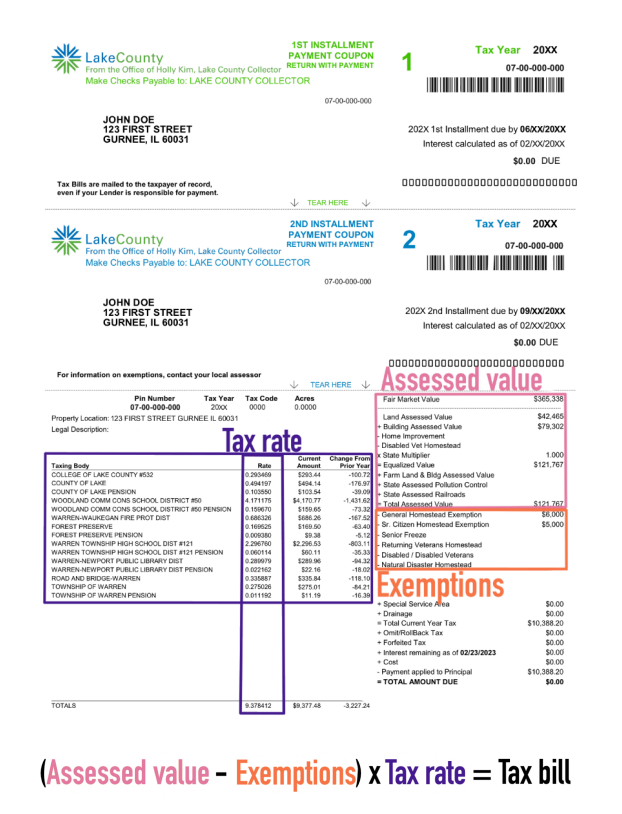 LakeCounty
From the Office of Holly Kim, Lake County Collector
Make Checks Payable to: LAKE COUNTY COLLECTOR
1ST INSTALLMENT
PAYMENT COUPON
RETURN WITH PAYMENT
1
Tax Year 20XX
07-00-000-000
07-00-000-000
JOHN DOE
123 FIRST STREET
GURNEE, IL 60031
202X 1st Installment due by 06/XX/20XX
Interest calculated as of 02/XX/20XX
$0.00 DUE
Tax Bills are mailed to the taxpayer of record,
even if your Lender is responsible for payment.
TEAR HERE
LakeCounty
From the Office of Holly Kim, Lake County Collector
Make Checks Payable to: LAKE COUNTY COLLECTOR
2ND INSTALLMENT
PAYMENT COUPON
RETURN WITH PAYMENT
2
Tax Year 20XX
07-00-000-000
07-00-000-000
JOHN DOE
123 FIRST STREET
GURNEE, IL 60031
202X 2nd Installment due by 09/XX/20XX
Interest calculated as of 02/XX/20XX
$0.00 DUE
For information on exemptions, contact your local assessor
TEAR HERE
Pin Number Tax Year Tax Code Acres
07-00-000-000 20XX 0000 0.0000
Property Location: 123 FIRST STREET GURNEE IL 60031
Legal Description:
Tax rate
Taxing Body Rate Current Amount Change From Prior Year
COLLEGE OF LAKE COUNTY #532 0.293469 $293.44 -100.72
COUNTY OF LAKE 0.494197 $494.14 -176.97
COUNTY OF LAKE PENSION 0.103550 $103.54 -39.09
WOODLAND COMM CONS SCHOOL DISTRICT #50 4.171175 $4,170.77 -1,431.62
WOODLAND COMM CONS SCHOOL DISTRICT #50 PENSION 0.159670 $159.65 -73.32
WARREN-WAUKEGAN FIRE PROT DIST 0.686326 $686.26 -167.52
FOREST PRESERVE 0.169525 $169.50 -63.40
FOREST PRESERVE PENSION 0.009380 $9.38 -5.12
WARREN TOWNSHIP HIGH SCHOOL DIST #121 2.296760 $2,296.53 -803.11
WARREN TOWNSHIP HIGH SCHOOL DIST #121 PENSION 0.060114 $60.11 -35.33
WARREN-NEWPORT PUBLIC LIBRARY DIST 0.289979 $289.96 -94.32
WARREN-NEWPORT PUBLIC LIBRARY DIST PENSION 0.022162 $22.16 -18.02
ROAD AND BRIDGE-WARREN 0.335887 $335.84 -118.10
TOWNSHIP OF WARREN 0.275026 $275.01 -84.21
TOWNSHIP OF WARREN PENSION 0.011192 $11.19 -16.39
TOTALS 9.378412 $9,377.48 -3.227.24
Assessed value
Fair Market Value $365,338
Land Assessed Value $42,465
+ Building Assessed Value $79,302
- Home Improvement
- Disabled Vet Homestead
x State Multiplier 1.000
= Equalized Value $121,767
+ Farm Land & Bldg Assessed Value
+ State Assessed Pollution Control
+ State Assessed Railroads
= Total Assessed Value $121,767
- General Homestead Exemption $6,000
- Sr. Citizen Homestead Exemption $5,000
- Senior Freeze
- Returning Veterans Homestead
- Disabled / Disabled Veterans
- Natural Disaster Homestead
Exemptions
+ Special Service Area $0.00
+ Drainage $0.00
= Total Current Year Tax $10,388.20
+ Omit/RollBack Tax $0.00
+ Forfeited Tax $0.00
+ Interest remaining as of 02/23/2023 $0.00
+ Cost $0.00
- Payment applied to Principal $10,388.20
= TOTAL AMOUNT DUE $0.00
(Assessed value - Exemptions) x Tax rate = Tax bill